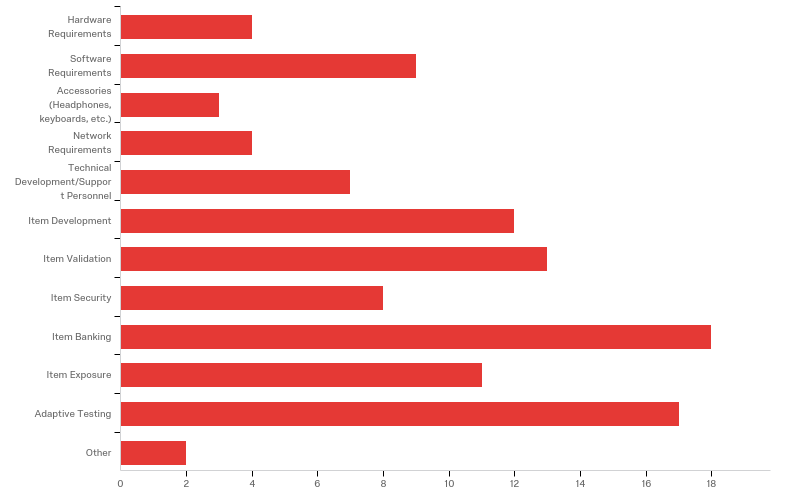 Hardware
Requirements
Software
Requirements
Accessories
(Headphones,
keyboards, etc.)
Network
Requirements
Technical
Development/Suppor
t Personnel
Item Development
Item Validation
Item Security
Item Banking
Item Exposure
Adaptive Testing
Other
0 2 4 6 8 10 12 14 16 18